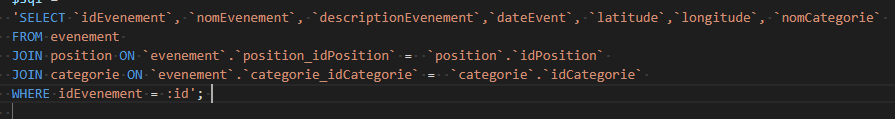 'SELECT `idEvenement`, `nomEvenement`, `descriptionEvenement`,`dateEvent`, `latitude`,`longitude`, `nomCategorie`
FROM evenement
JOIN position ON `evenement`.`position_idPosition` = `position`.`idPosition`
JOIN categorie ON `evenement`.`categorie_idCategorie` = `categorie`.`idCategorie`
WHERE idEvenement = :id';